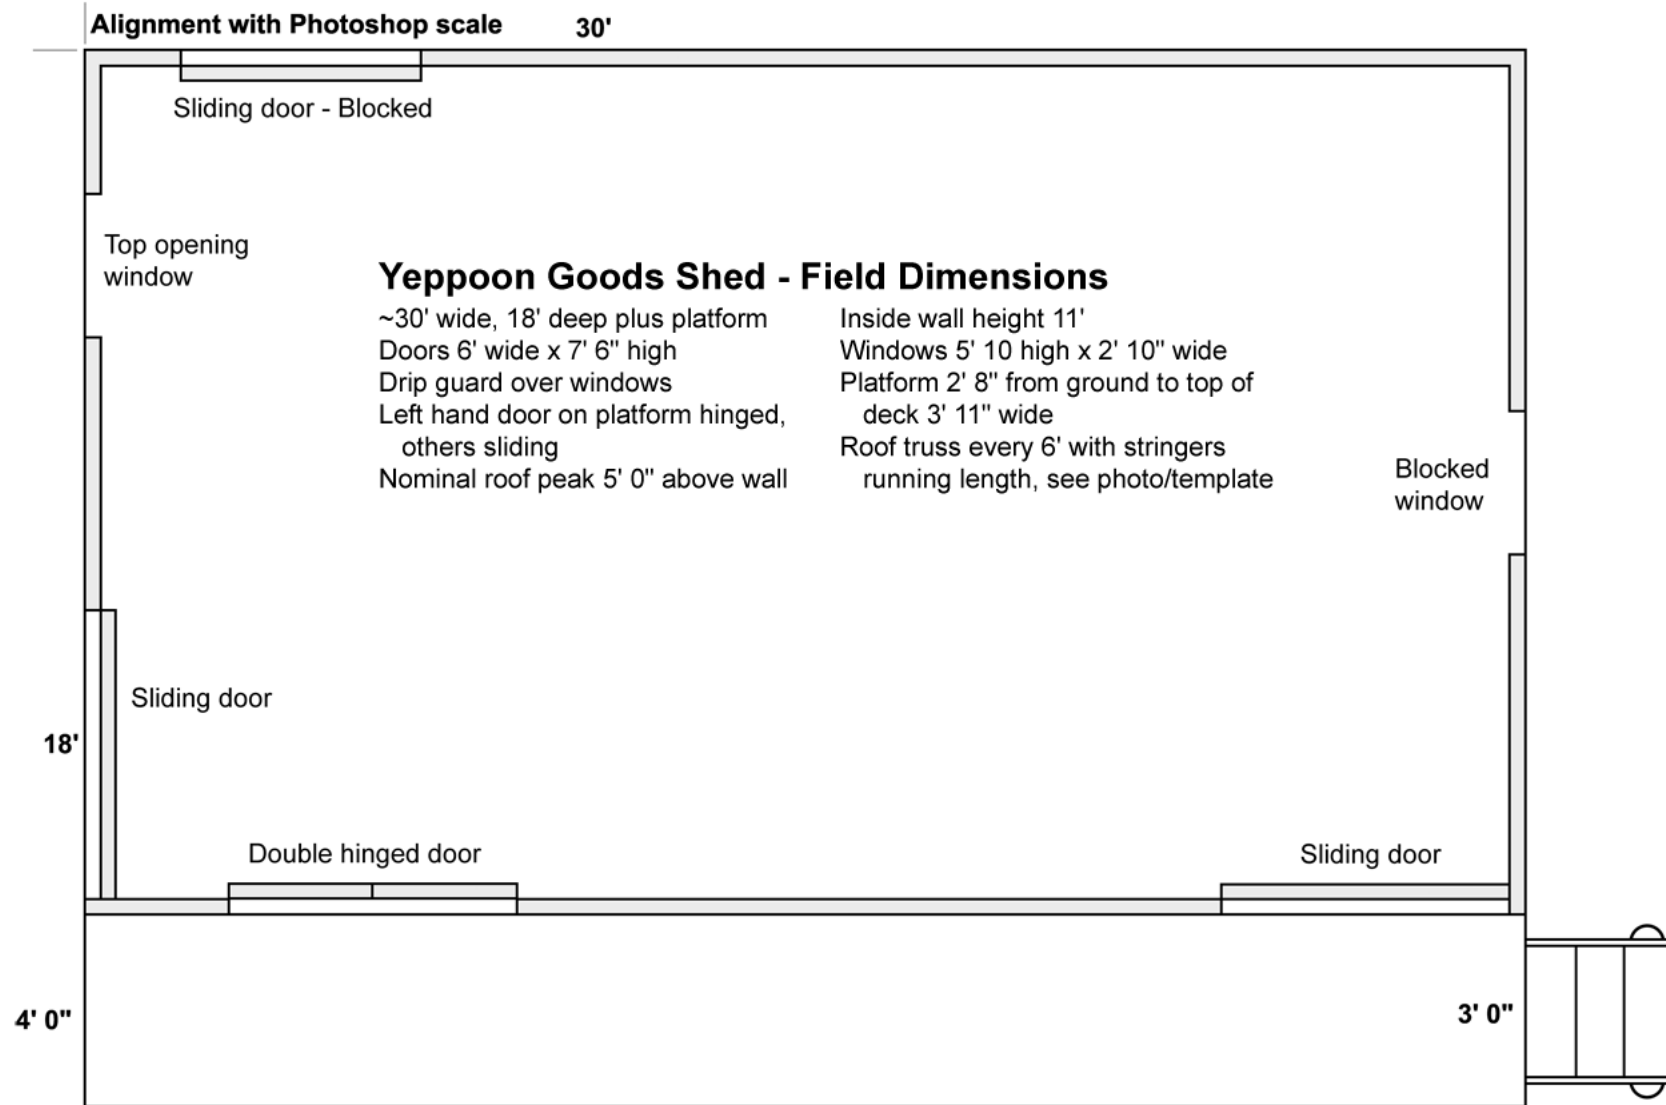 Alignment with Photoshop scale
30'
Sliding door - Blocked
Top opening
window
Yeppoon Goods Shed - Field Dimensions
~30' wide, 18' deep plus platform
Doors 6' wide x 7' 6" high
Drip guard over windows
Left hand door on platform hinged,
others sliding
Nominal roof peak 5' 0" above wall
Inside wall height 11'
Windows 5' 10 high x 2' 10" wide
Platform 2' 8" from ground to top of
deck 3' 11" wide
Roof truss every 6' with stringers
running length, see photo/template
Blocked
window
Sliding door
18'
Double hinged door
Sliding door
4' 0"
3' 0"